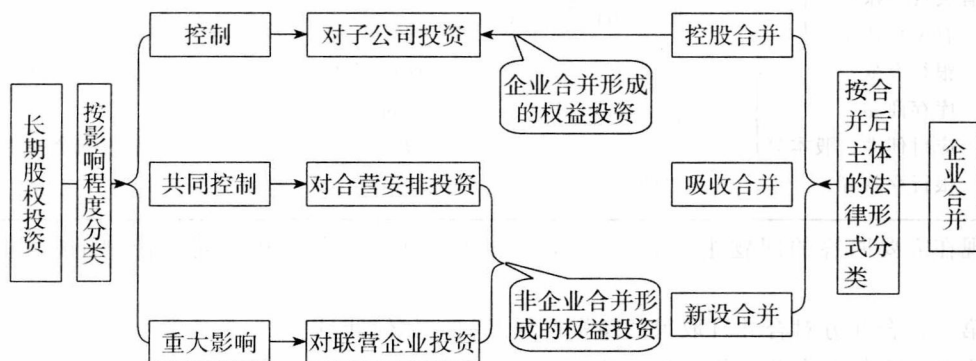 控制
对子公司投资
控股合并
企业合并形成
的权益投资
长期股权投资
按影响程度分类
共同控制
对合营安排投资
吸收合并
按合并后主体的法律形式分类
企业合并
非企业合并形
成的权益投资
重大影响
对联营企业投资
新设合并